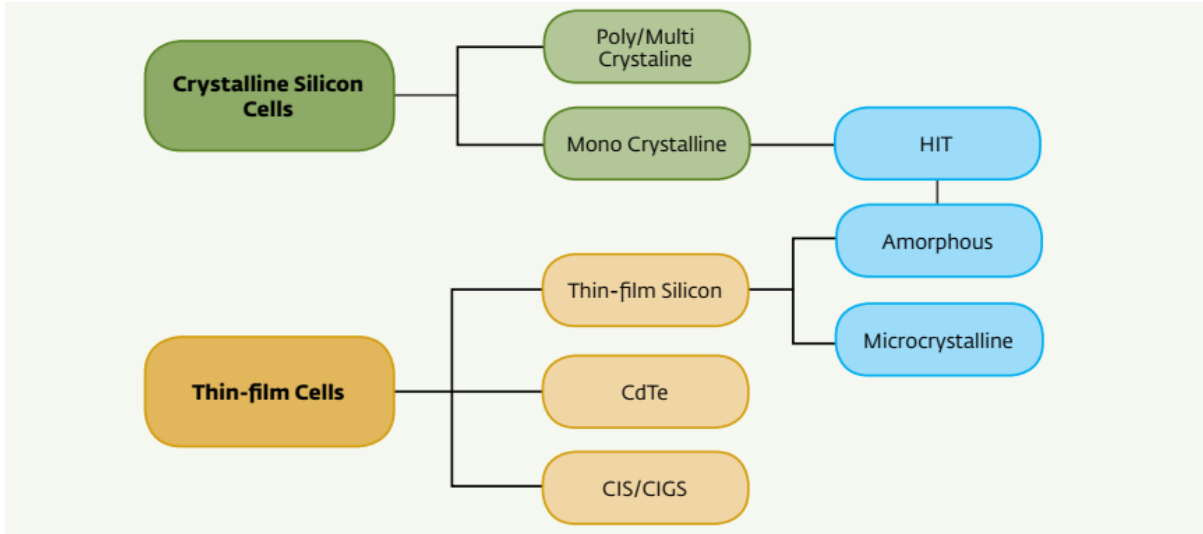 Poly/Multi
Crystaline
Crystalline Silicon
Cells
Mono Crystalline
HIT
Amorphous
Thin-film Silicon
Microcrystalline
Thin-film Cells
CdTe
CIS/CIGS